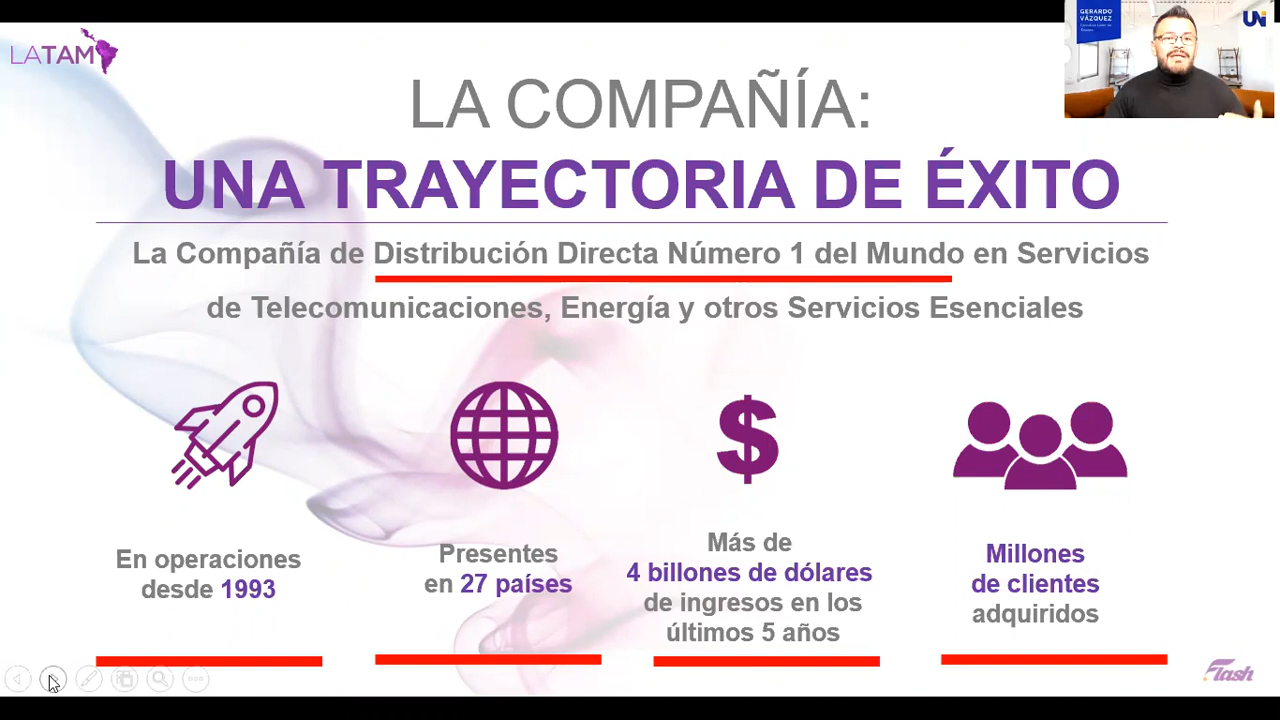 LATAM
GERARDO
VÁZQUEZ
LA COMPAÑÍA:
UNA TRAYECTORIA DE ÉXITO
La Compañía de Distribución Directa Número 1 del Mundo en Servicios
de Telecomunicaciones, Energía y otros Servicios Esenciales
En operaciones
desde 1993
Presentes
en 27 países
Más de
4 billones de dólares
de ingresos en los
últimos 5 años
Millones
de clientes
adquiridos
Flash